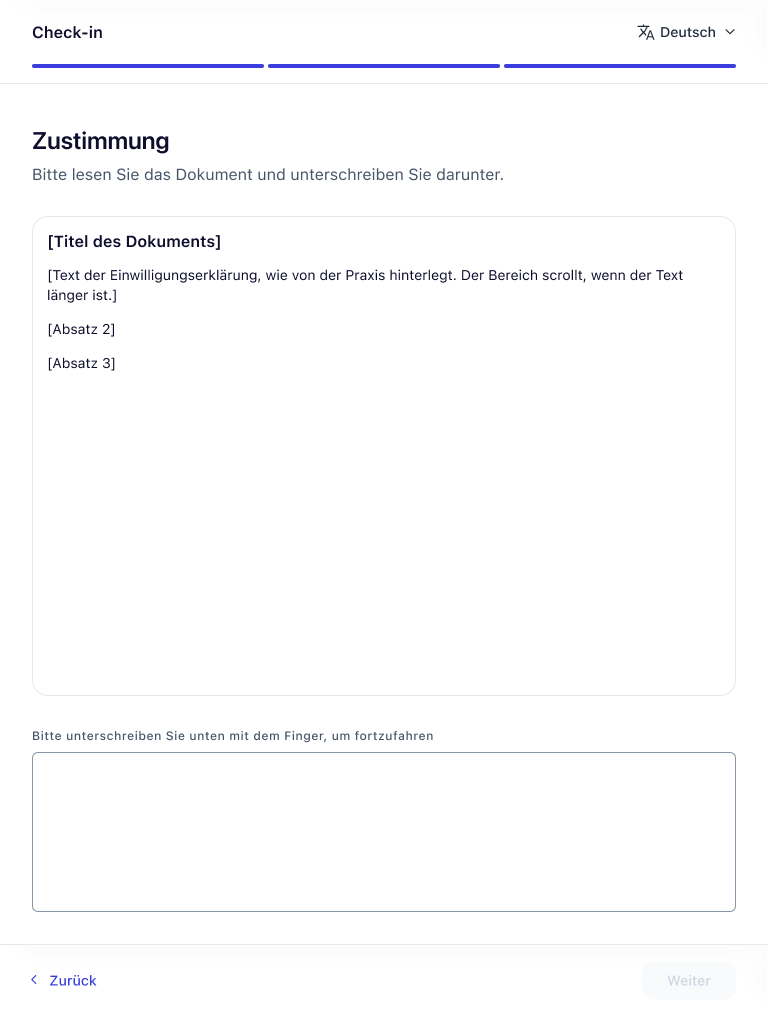 Check-in
Deutsch
Zustimmung
Bitte lesen Sie das Dokument und unterschreiben Sie darunter.
[Titel des Dokuments]
[Text der Einwilligungserklärung, wie von der Praxis hinterlegt. Der Bereich scrollt, wenn der Text
länger ist.]
[Absatz 2]
[Absatz 3]
Bitte unterschreiben Sie unten mit dem Finger, um fortzufahren
Zurück
Weiter